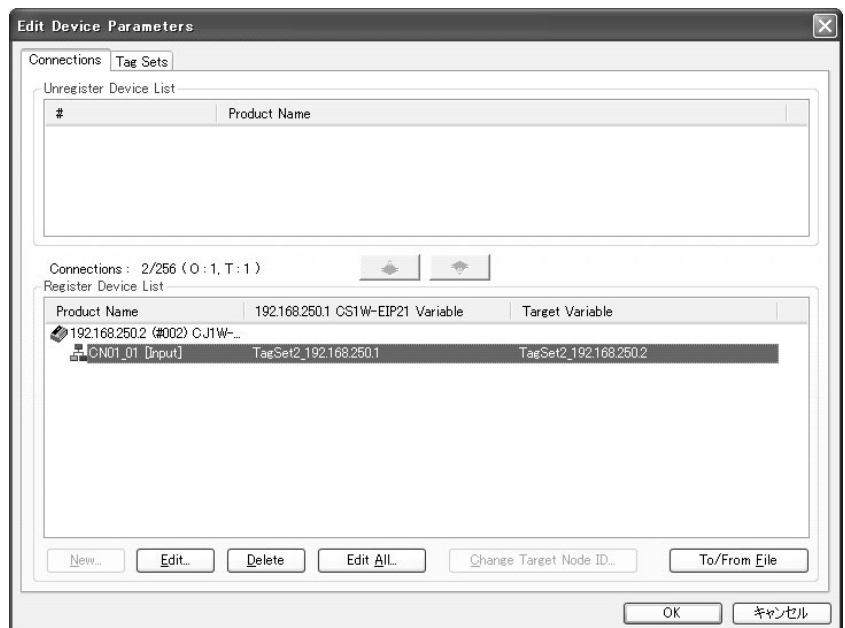 Edit Device Parameters
Connections Tag Sets
Unregister Device List
# Product Name
Connections : 2/256 ( O : 1, T : 1 )
Register Device List
Product Name 192.168.250.1 CS1W-EIP21 Variable Target Variable
192.168.250.2 (#002) CJ1W-...
CN01_01 [Input] TagSet2_192.168.250.1 TagSet2_192.168.250.2
New... Edit... Delete Edit All... Change Target Node ID... To/From File
OK キャンセル